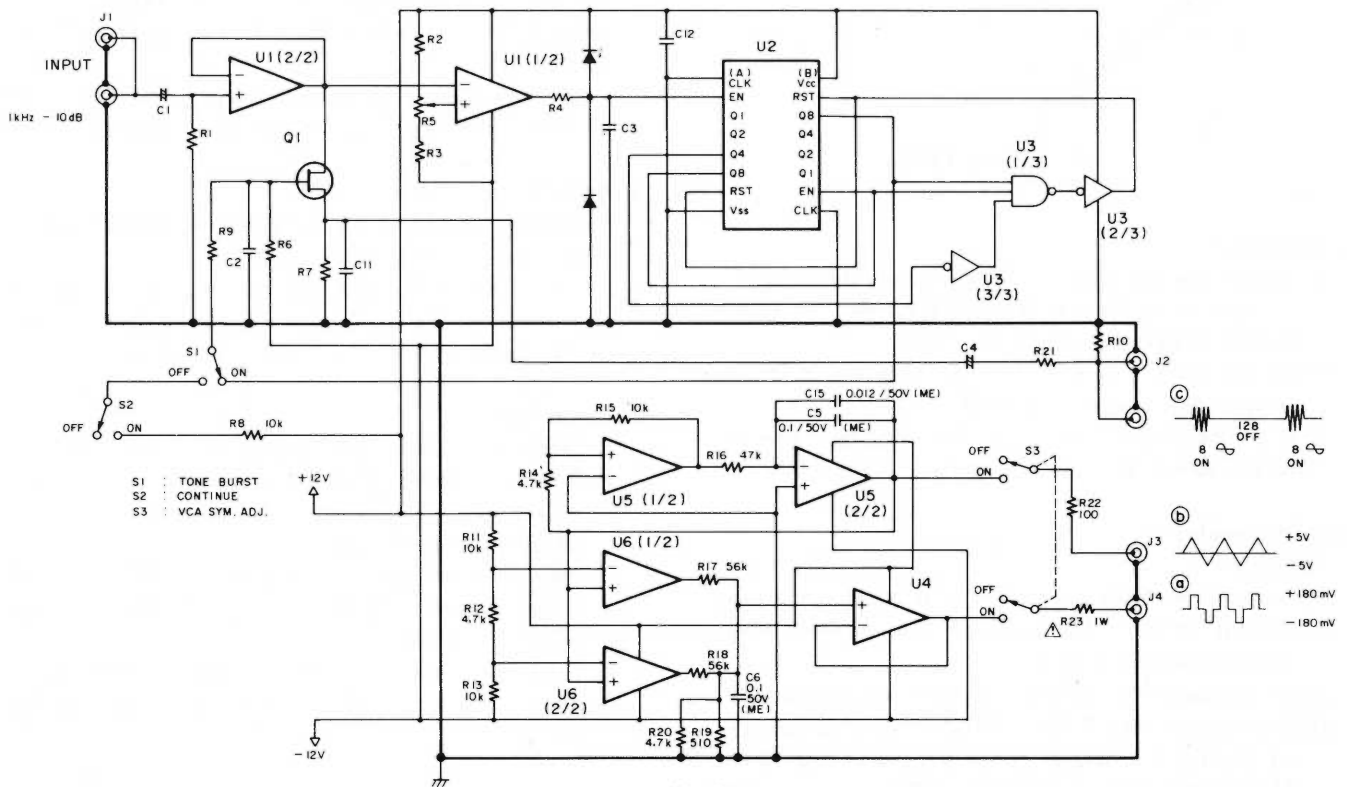 J1
INPUT
1kHz -10dB
C1
R1
U1 (2/2)
Q1
R9
C2
R6
R7
C11
R2
R5
R3
U1 (1/2)
R4
C3
C12
U2
(A)
CLK
EN
Q1
Q2
Q4
Q8
RST
Vss
(B)
Vcc
RST
Q8
Q4
Q2
Q1
EN
CLK
U3
(1/3)
U3
(2/3)
U3
(3/3)
S1
OFF
ON
S2
OFF
ON
R8 10k
S1 : TONE BURST
S2 : CONTINUE
S3 : VCA SYM. ADJ.
+12V
-12V
C4
R21
R10
J2
C15 0.012/50V (ME)
C5
0.1/50V (ME)
R15 10k
R14
4.7k
U5 (1/2)
R16 47k
U5
(2/2)
R11
10k
R12
4.7k
R13
10k
U6 (1/2)
R17 56k
U6
(2/2)
R18
56k
C6
0.1
50V
(ME)
R20
4.7k
R19
510
U4
OFF
ON
S3
R22
100
OFF
ON
R23 1W
J3
J4
c
128
OFF
8
ON
8
ON
b
+5V
-5V
a
+180mV
-180mV